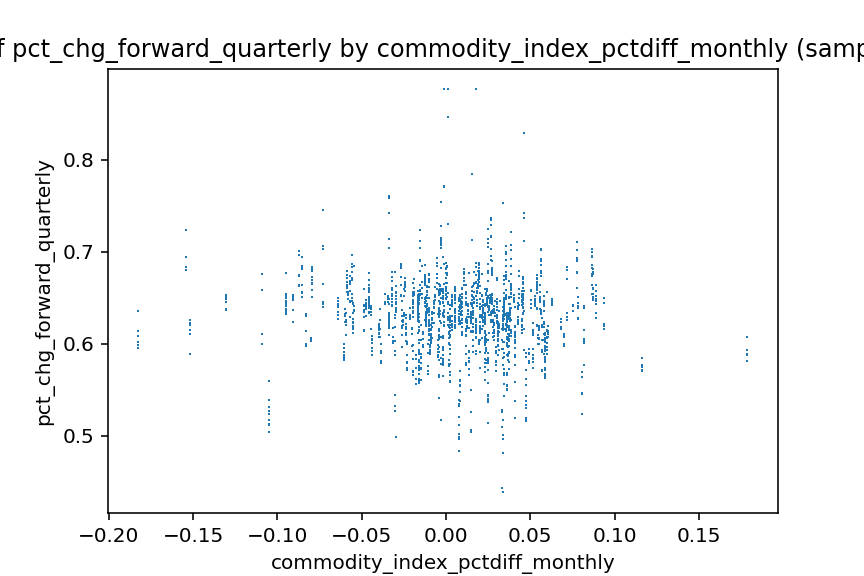 pct_chg_forward_quarterly by commodity_index_pctdiff_monthly
pct_chg_forward_quarterly
0.8
0.7
0.6
0.5
−0.20 −0.15 −0.10 −0.05 0.00 0.05 0.10 0.15
commodity_index_pctdiff_monthly